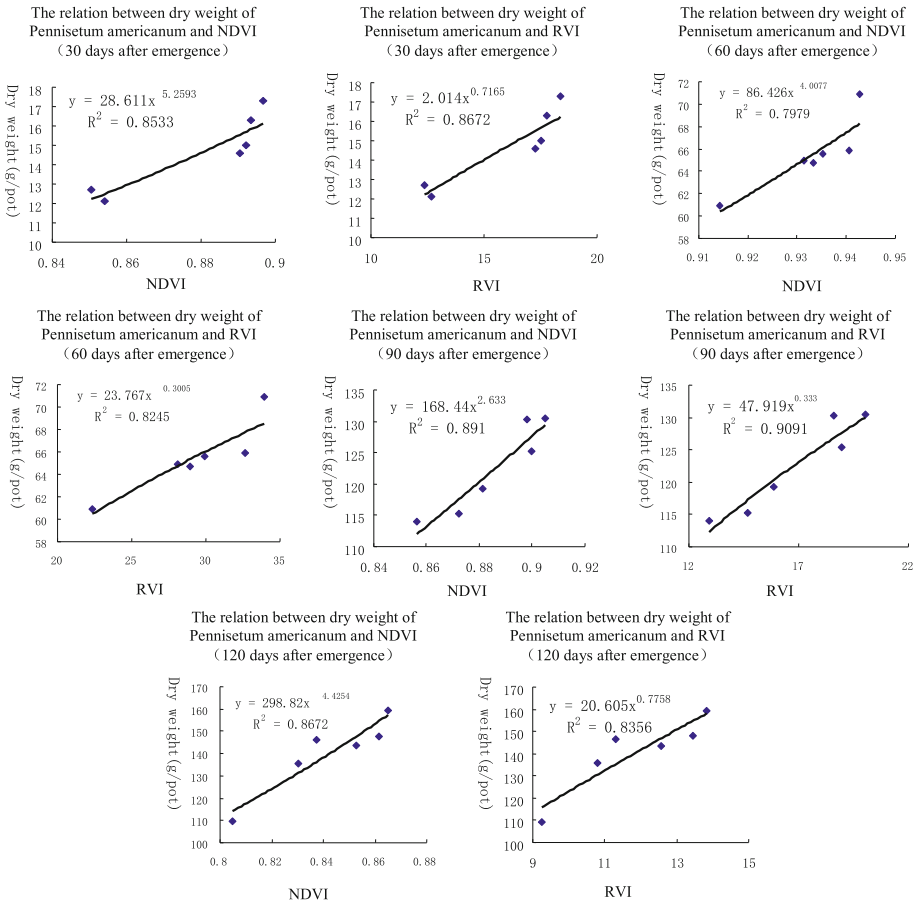 The relation between dry weight of
Pennisetum americanum and NDVI
（30 days after emergence）
Dry weight(g/pot)
18
17
16
15
14
13
12
11
10
y = 28.611x^5.2593
R² = 0.8533
0.84 0.86 0.88 0.9
NDVI
The relation between dry weight of
Pennisetum americanum and RVI
（30 days after emergence）
Dry weight(g/pot)
18
17
16
15
14
13
12
11
10
y = 2.014x^0.7165
R² = 0.8672
10 15 20
RVI
The relation between dry weight of
Pennisetum americanum and NDVI
（60 days after emergence）
Dry weight(g/pot)
72
70
68
66
64
62
60
58
y = 86.426x^4.0077
R² = 0.7979
0.91 0.92 0.93 0.94 0.95
NDVI
The relation between dry weight of
Pennisetum americanum and RVI
（60 days after emergence）
Dry weight(g/pot)
72
70
68
66
64
62
60
58
y = 23.767x^0.3005
R² = 0.8245
20 25 30 35
RVI
The relation between dry weight of
Pennisetum americanum and NDVI
（90 days after emergence）
Dry weight(g/pot)
135
130
125
120
115
110
y = 168.44x^2.633
R² = 0.891
0.84 0.86 0.88 0.9 0.92
NDVI
The relation between dry weight of
Pennisetum americanum and RVI
（90 days after emergence）
Dry weight(g/pot)
135
130
125
120
115
110
y = 47.919x^0.333
R² = 0.9091
12 17 22
RVI
The relation between dry weight of
Pennisetum americanum and NDVI
（120 days after emergence）
Dry weight(g/pot)
170
160
150
140
130
120
110
100
y = 298.82x^4.4254
R² = 0.8672
0.8 0.82 0.84 0.86 0.88
NDVI
The relation between dry weight of
Pennisetum americanum and RVI
（120 days after emergence）
Dry weight(g/pot)
170
160
150
140
130
120
110
100
y = 20.605x^0.7758
R² = 0.8356
9 11 13 15
RVI